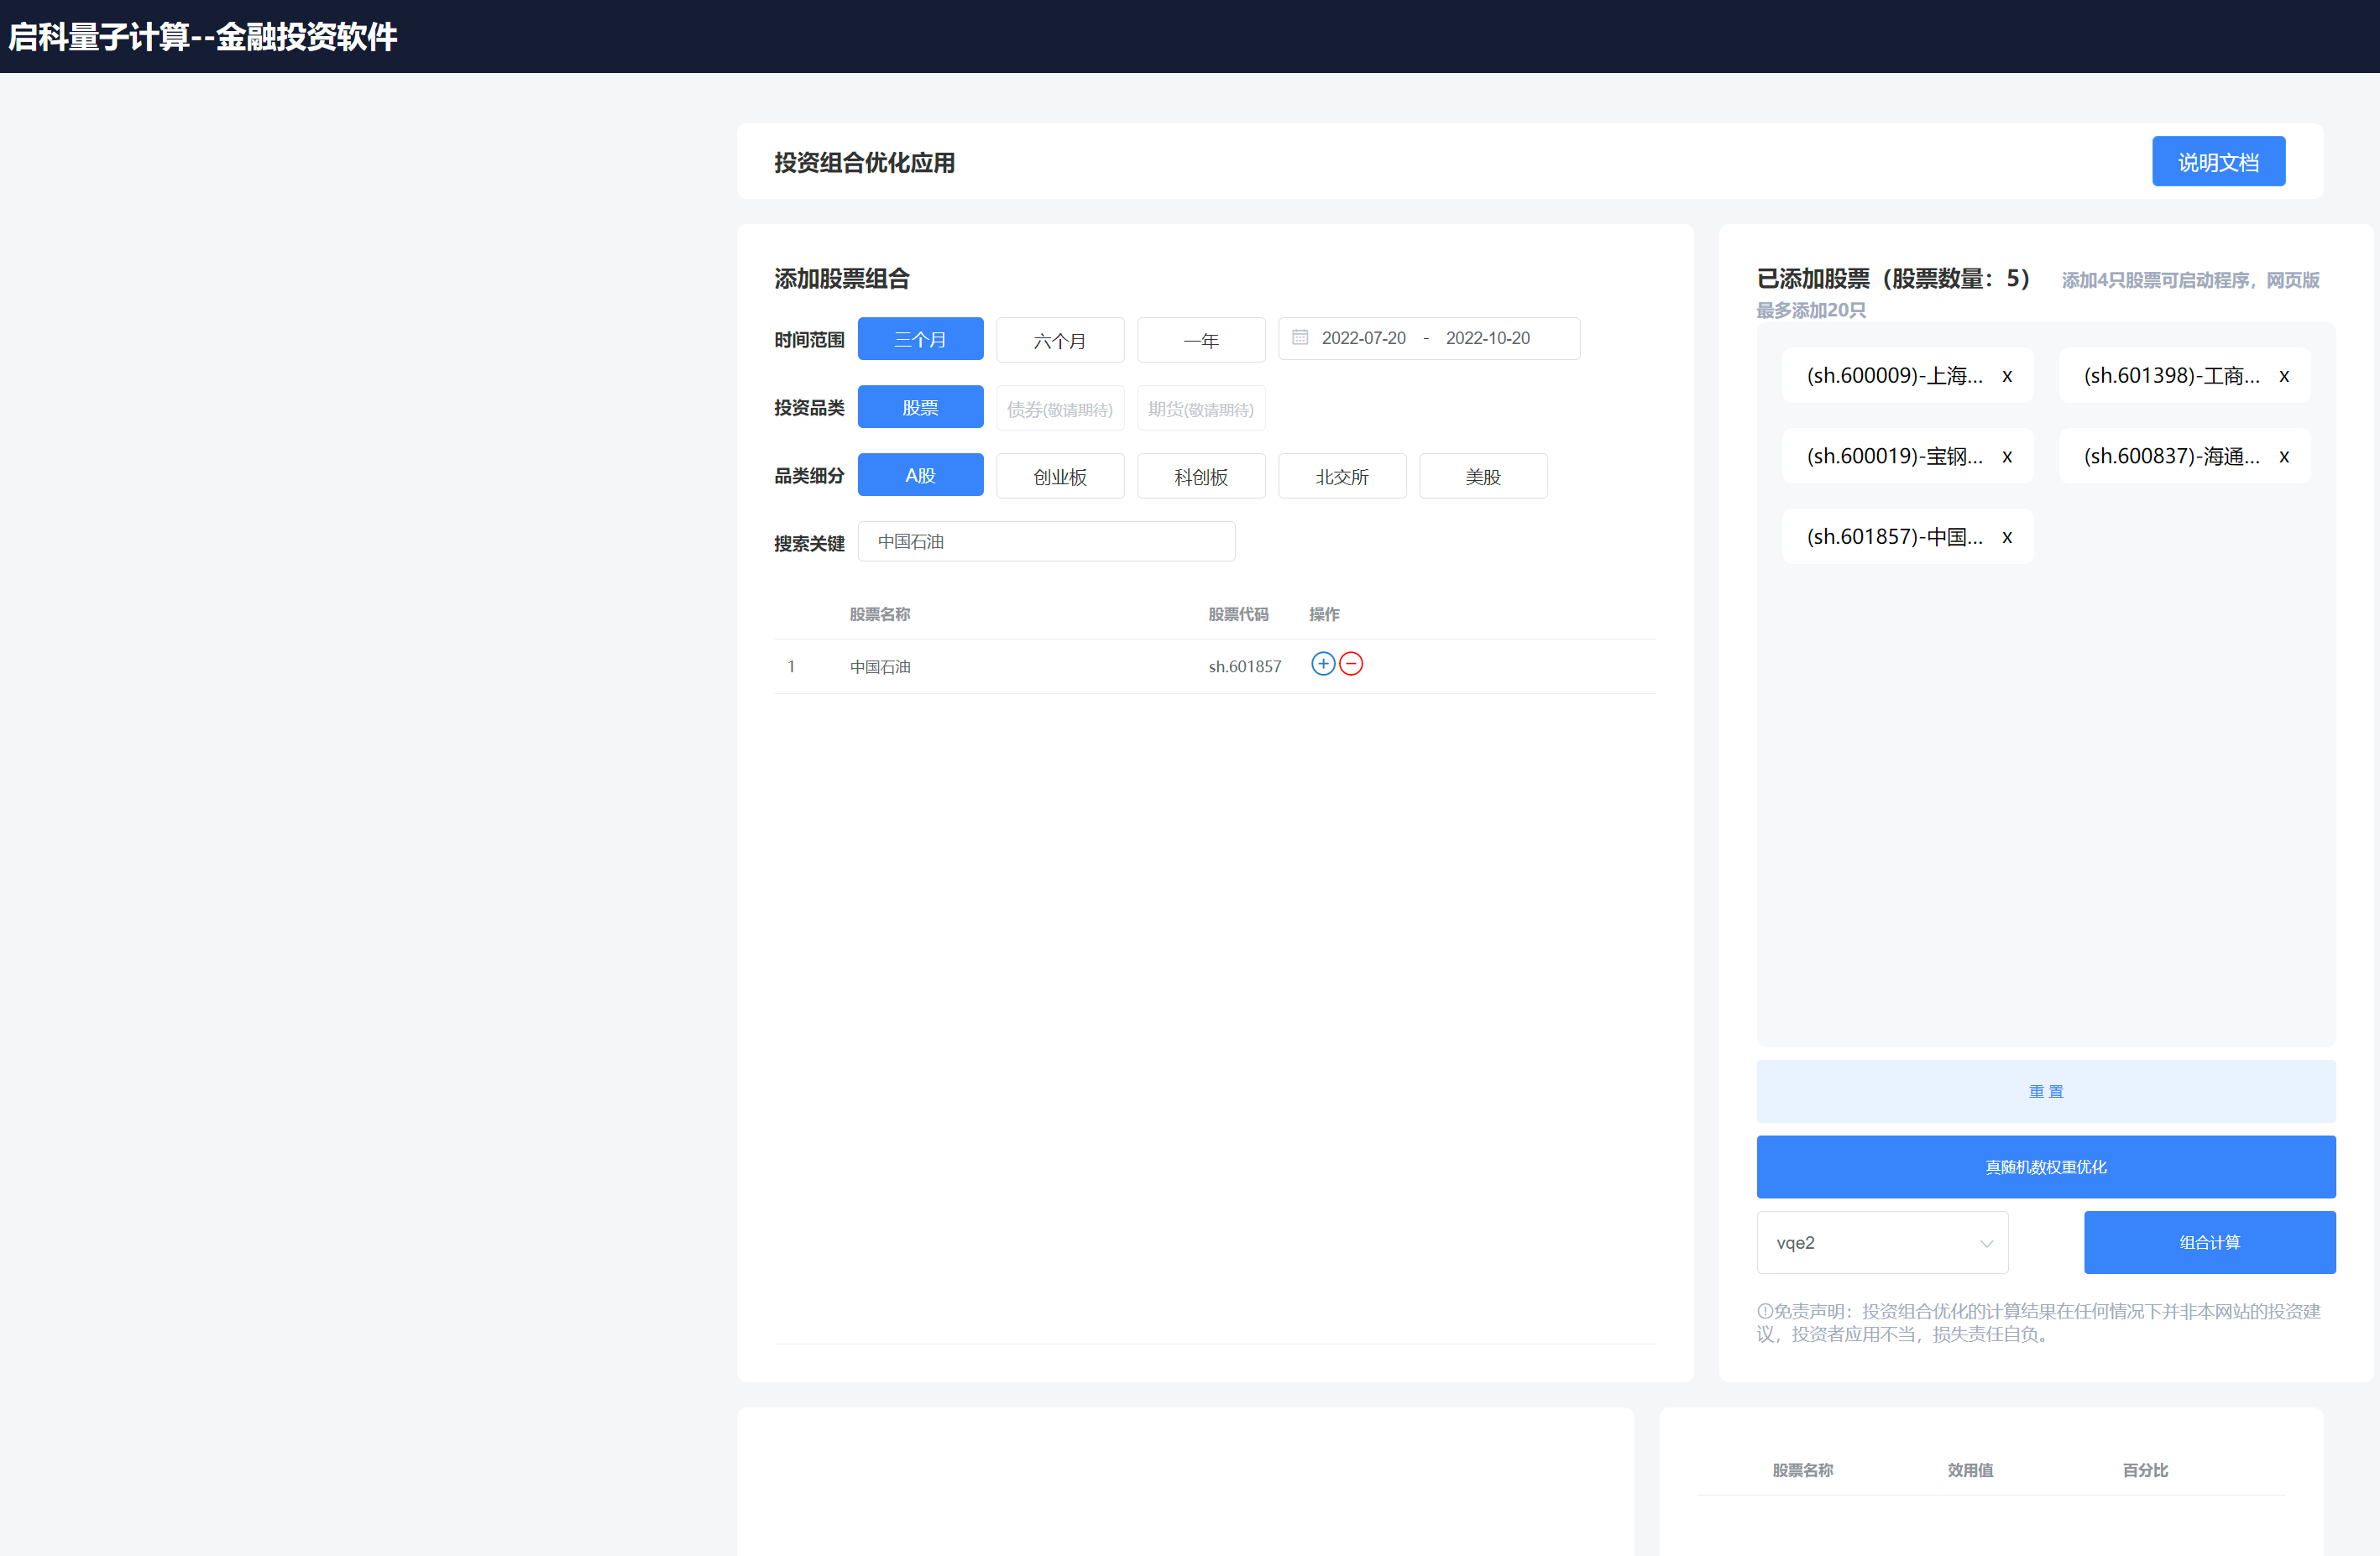 启科量子计算--金融投资软件
投资组合优化应用
说明文档
添加股票组合
时间范围 三个月 六个月 一年 2022-07-20 - 2022-10-20
投资品类 股票 债券(敬请期待) 期货(敬请期待)
品类细分 A股 创业板 科创板 北交所 美股
搜索关键 中国石油
股票名称 股票代码 操作
1 中国石油 sh.601857
已添加股票（股票数量：5） 添加4只股票可启动程序，网页版
最多添加20只
(sh.600009)-上海... x (sh.601398)-工商... x
(sh.600019)-宝钢... x (sh.600837)-海通... x
(sh.601857)-中国... x
重 置
真随机数权重优化
vqe2 组合计算
免责声明：投资组合优化的计算结果在任何情况下并非本网站的投资建
议，投资者应用不当，损失责任自负。
股票名称 效用值 百分比